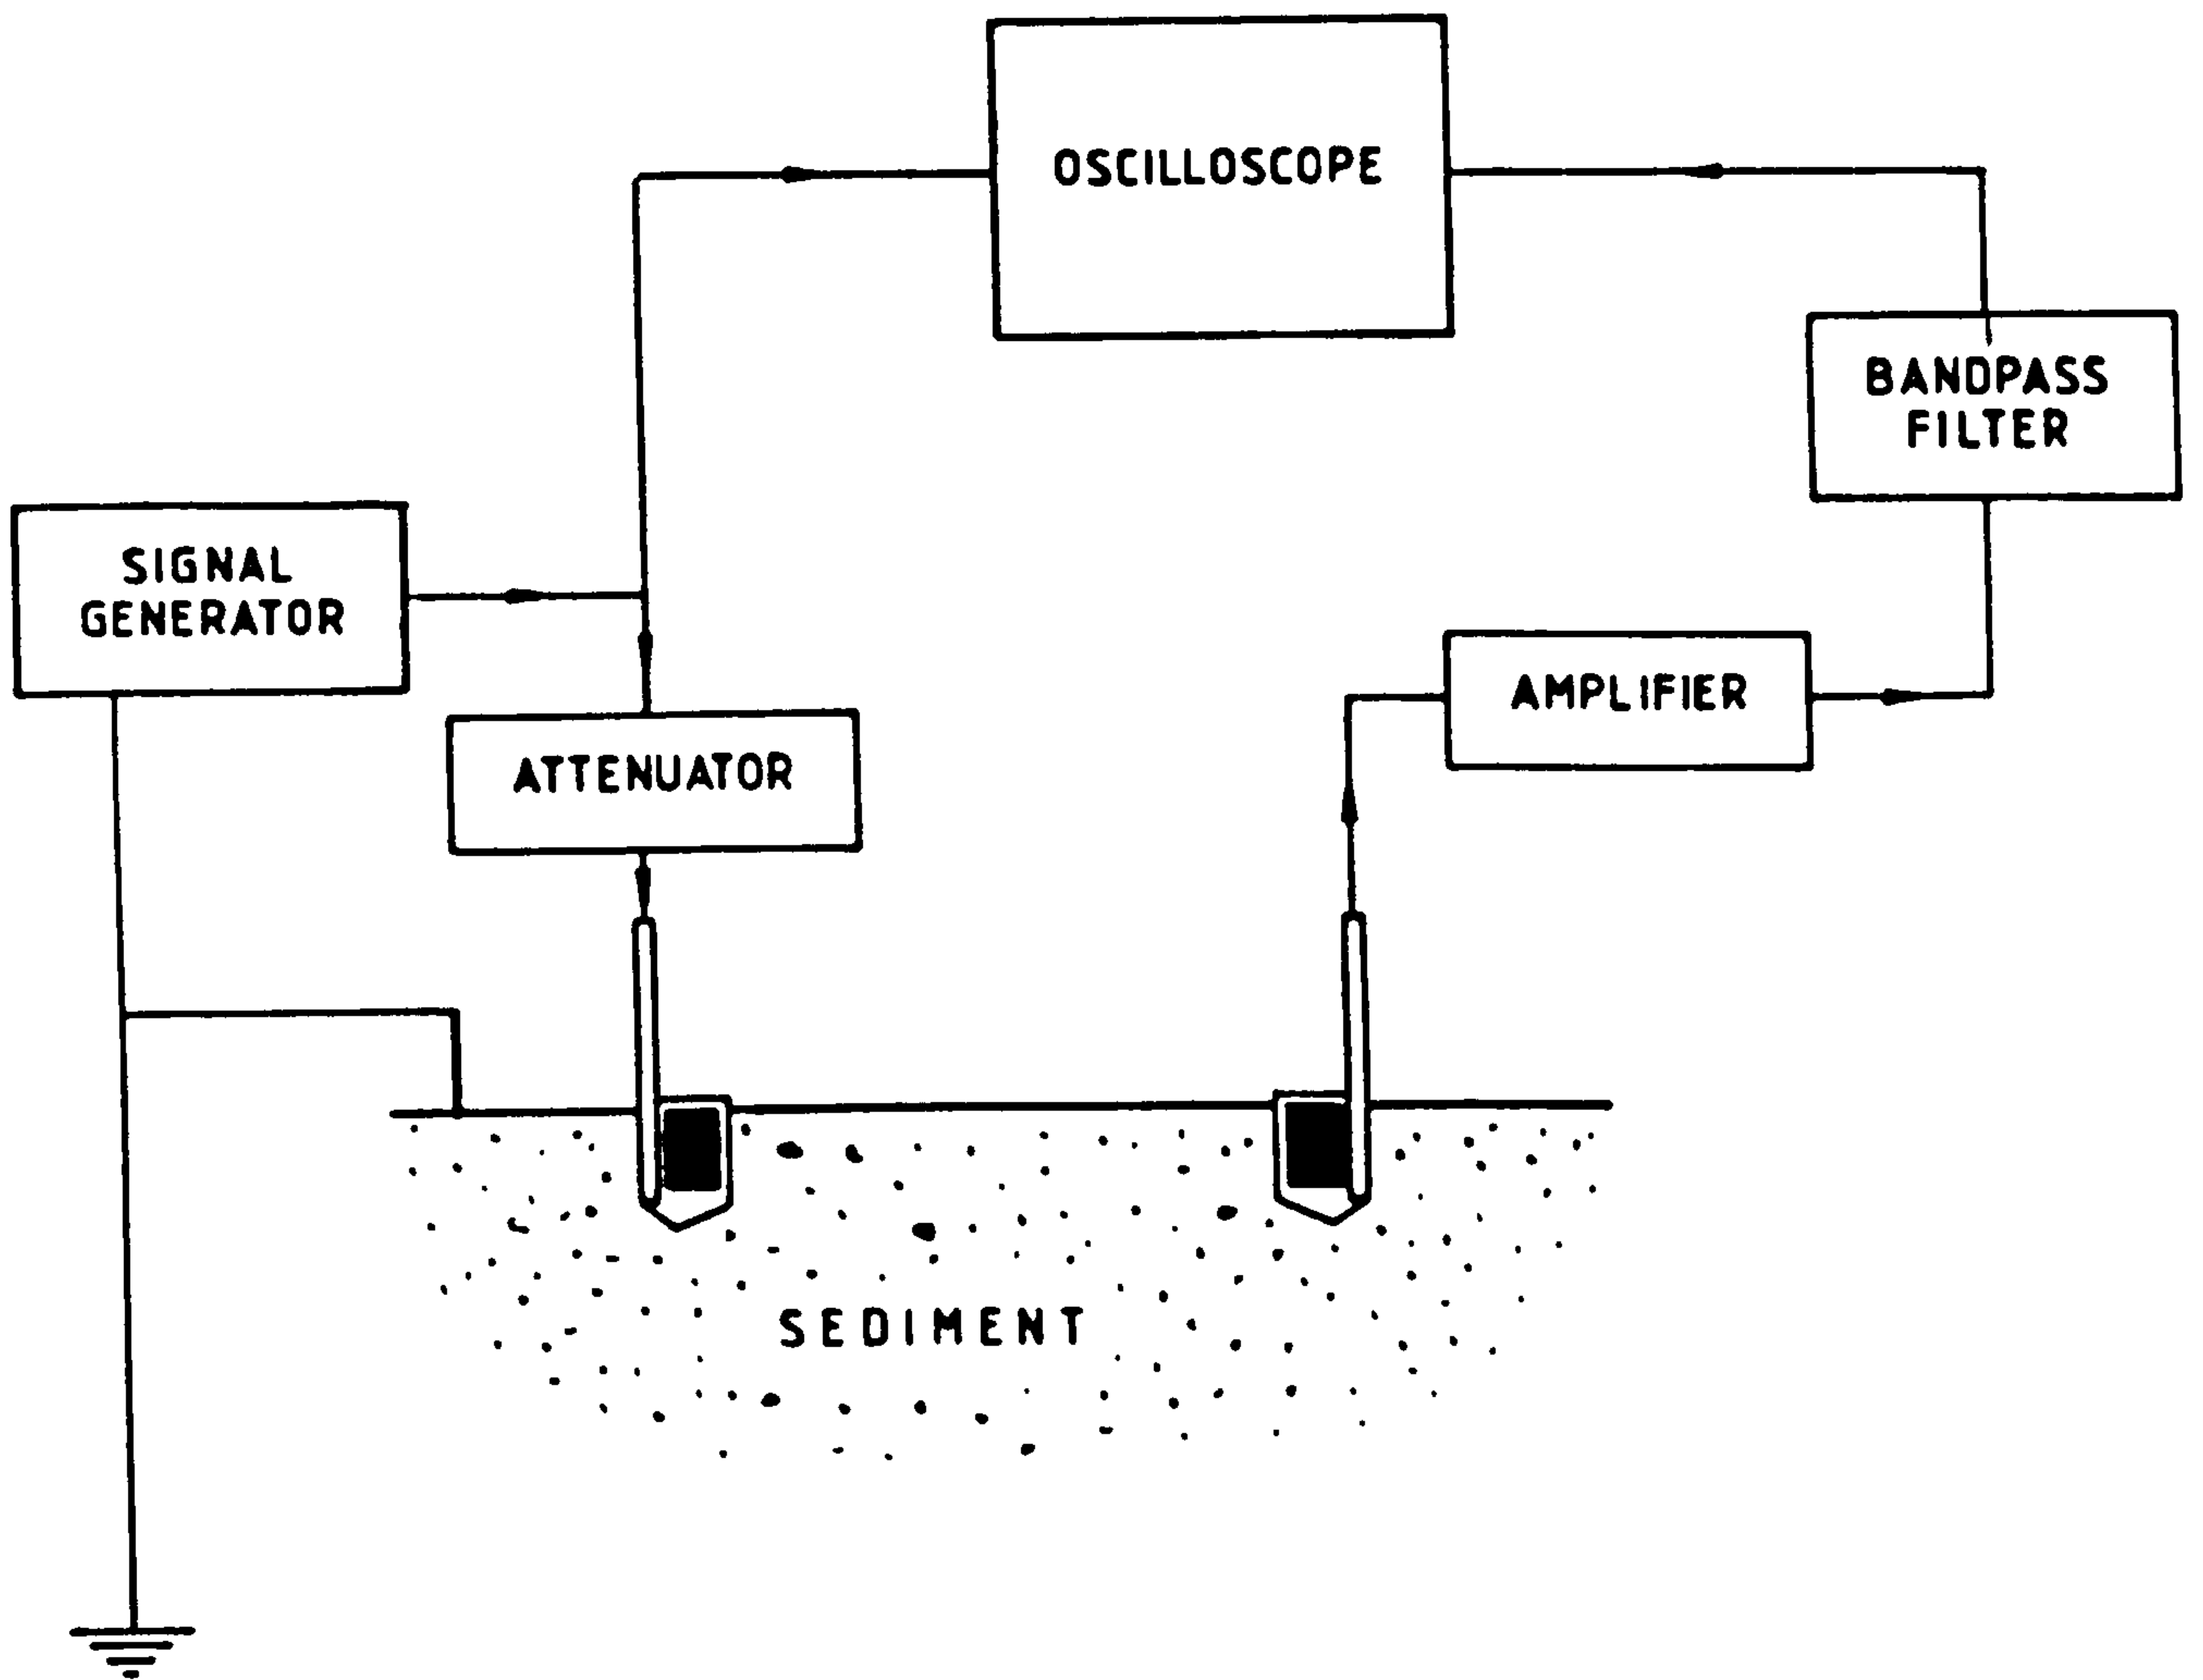 OSCILLOSCOPE
BANDPASS
FILTER
SIGNAL
GENERATOR
AMPLIFIER
ATTENUATOR
SEDIMENT